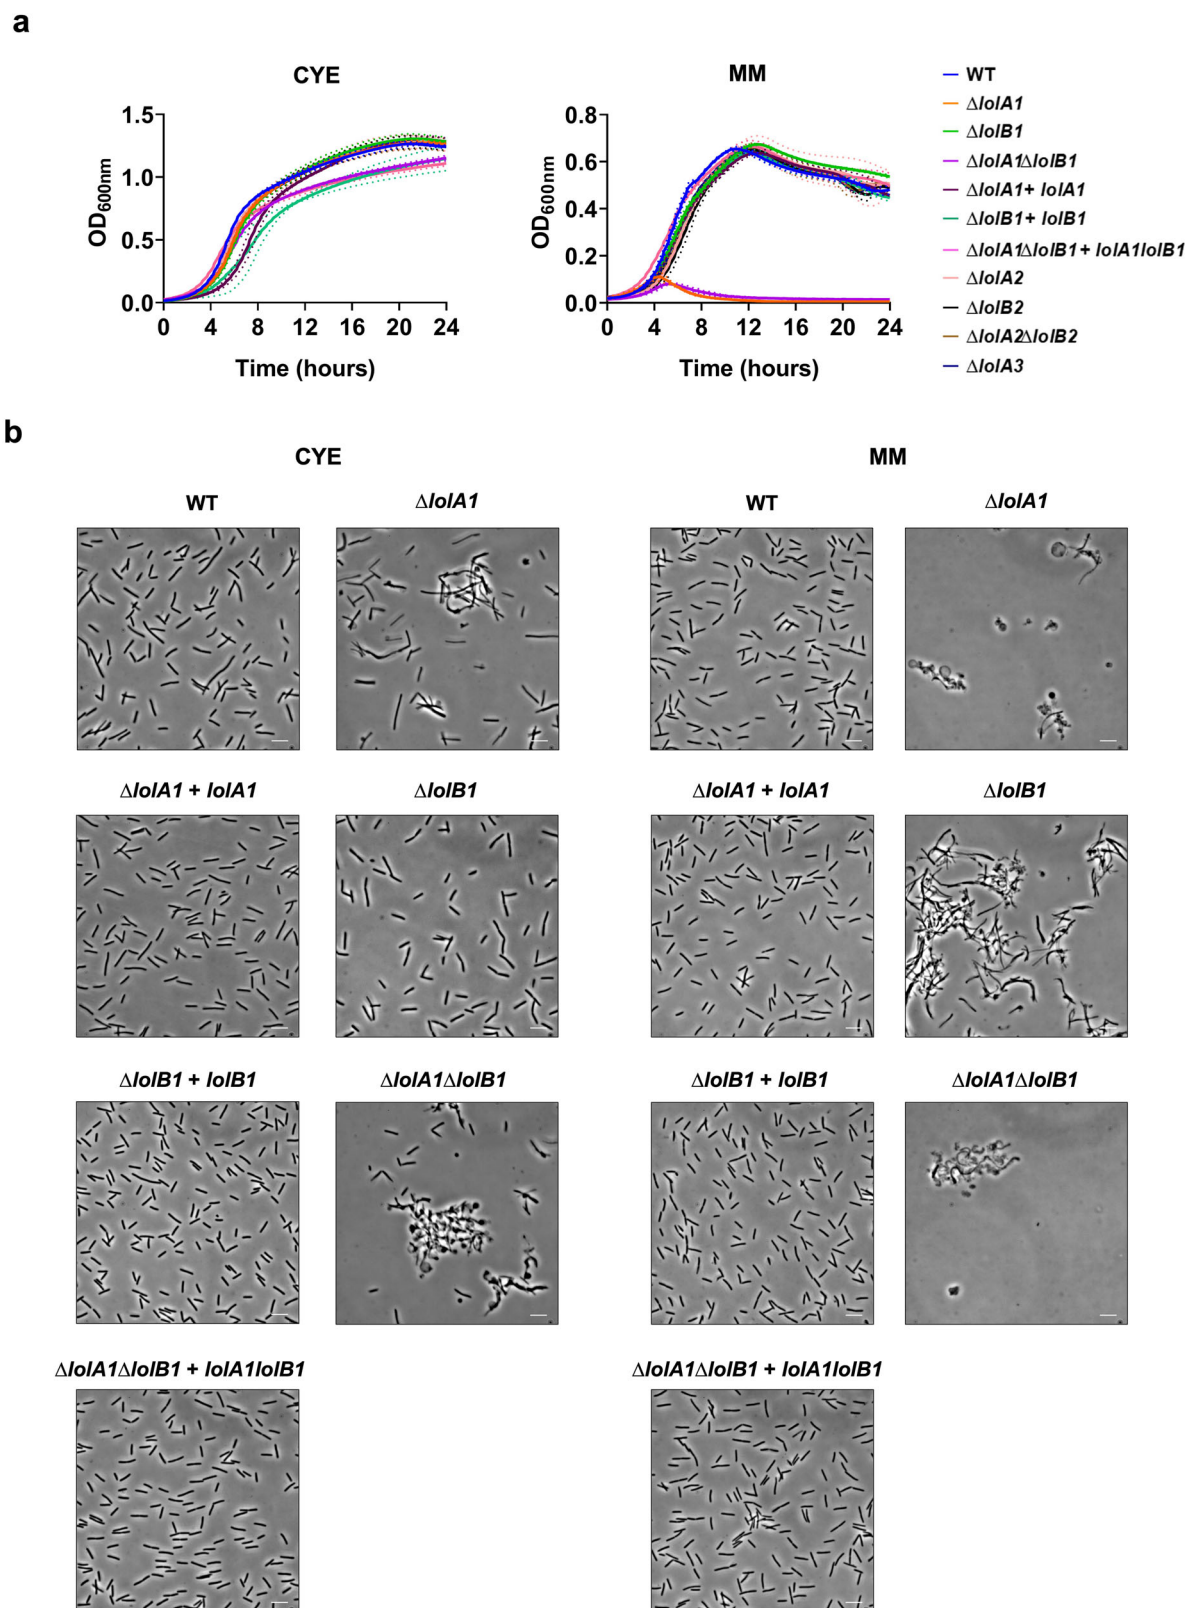 a
CYE
OD600nm
1.5
1.0
0.5
0.0
0 4 8 12 16 20 24
Time (hours)
MM
OD600nm
0.8
0.6
0.4
0.2
0.0
0 4 8 12 16 20 24
Time (hours)
WT
ΔlolA1
ΔlolB1
ΔlolA1ΔlolB1
ΔlolA1 + lolA1
ΔlolB1 + lolB1
ΔlolA1ΔlolB1 + lolA1lolB1
ΔlolA2
ΔlolB2
ΔlolA2ΔlolB2
ΔlolA3
b
CYE MM
WT ΔlolA1 WT ΔlolA1
ΔlolA1 + lolA1 ΔlolB1 ΔlolA1 + lolA1 ΔlolB1
ΔlolB1 + lolB1 ΔlolA1ΔlolB1 ΔlolB1 + lolB1 ΔlolA1ΔlolB1
ΔlolA1ΔlolB1 + lolA1lolB1 ΔlolA1ΔlolB1 + lolA1lolB1